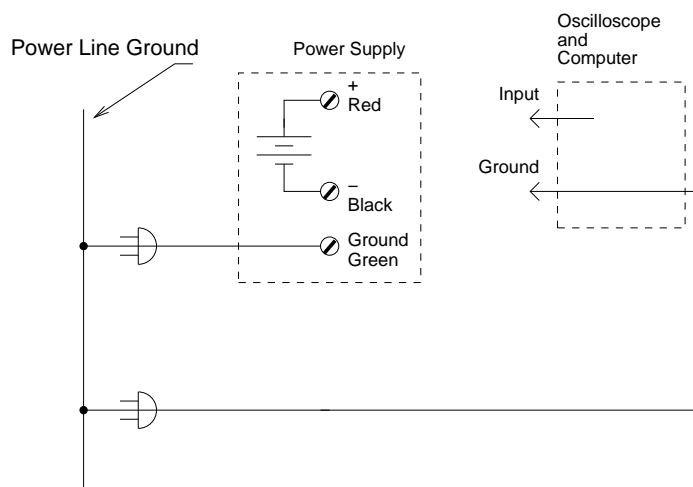 Power Line Ground
Power Supply
+
Red
−
Black
Ground
Green
Oscilloscope
and
Computer
Input
Ground